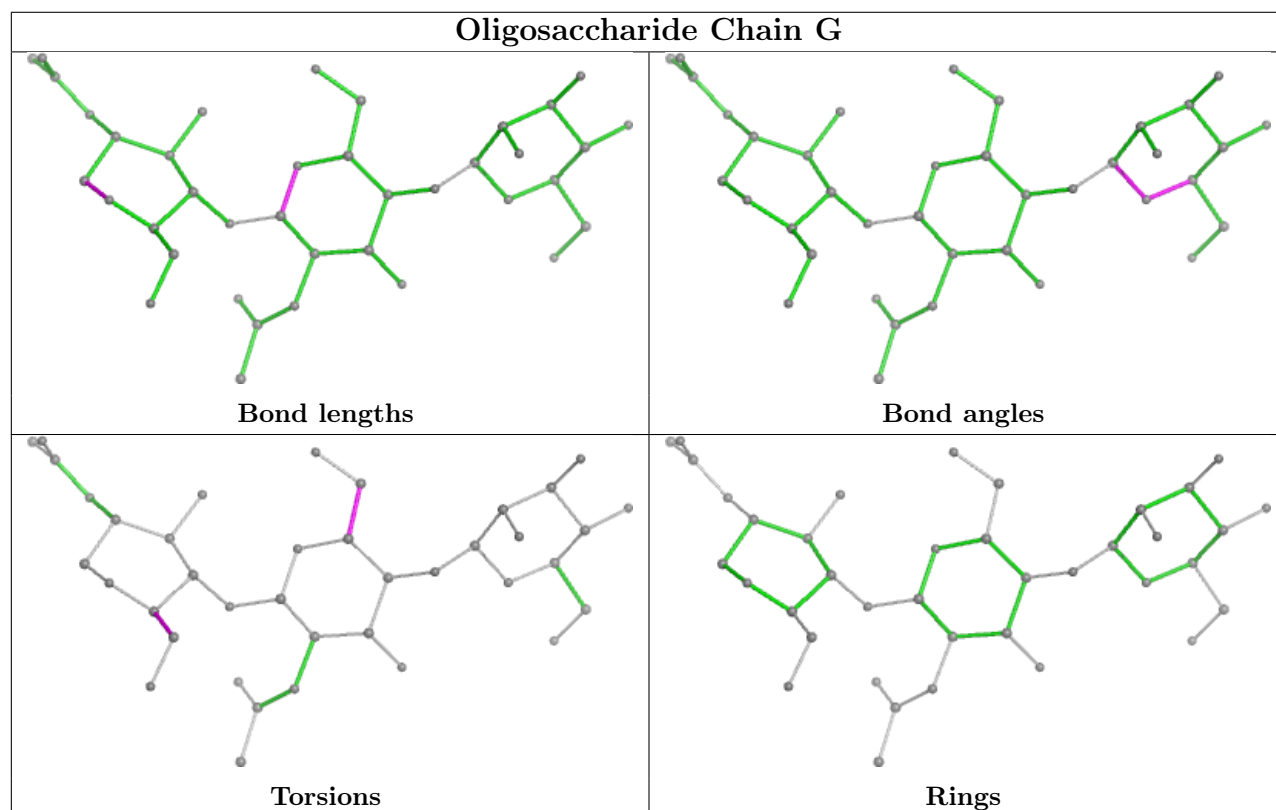 Oligosaccharide Chain G
Bond lengths
Bond angles
Torsions
Rings